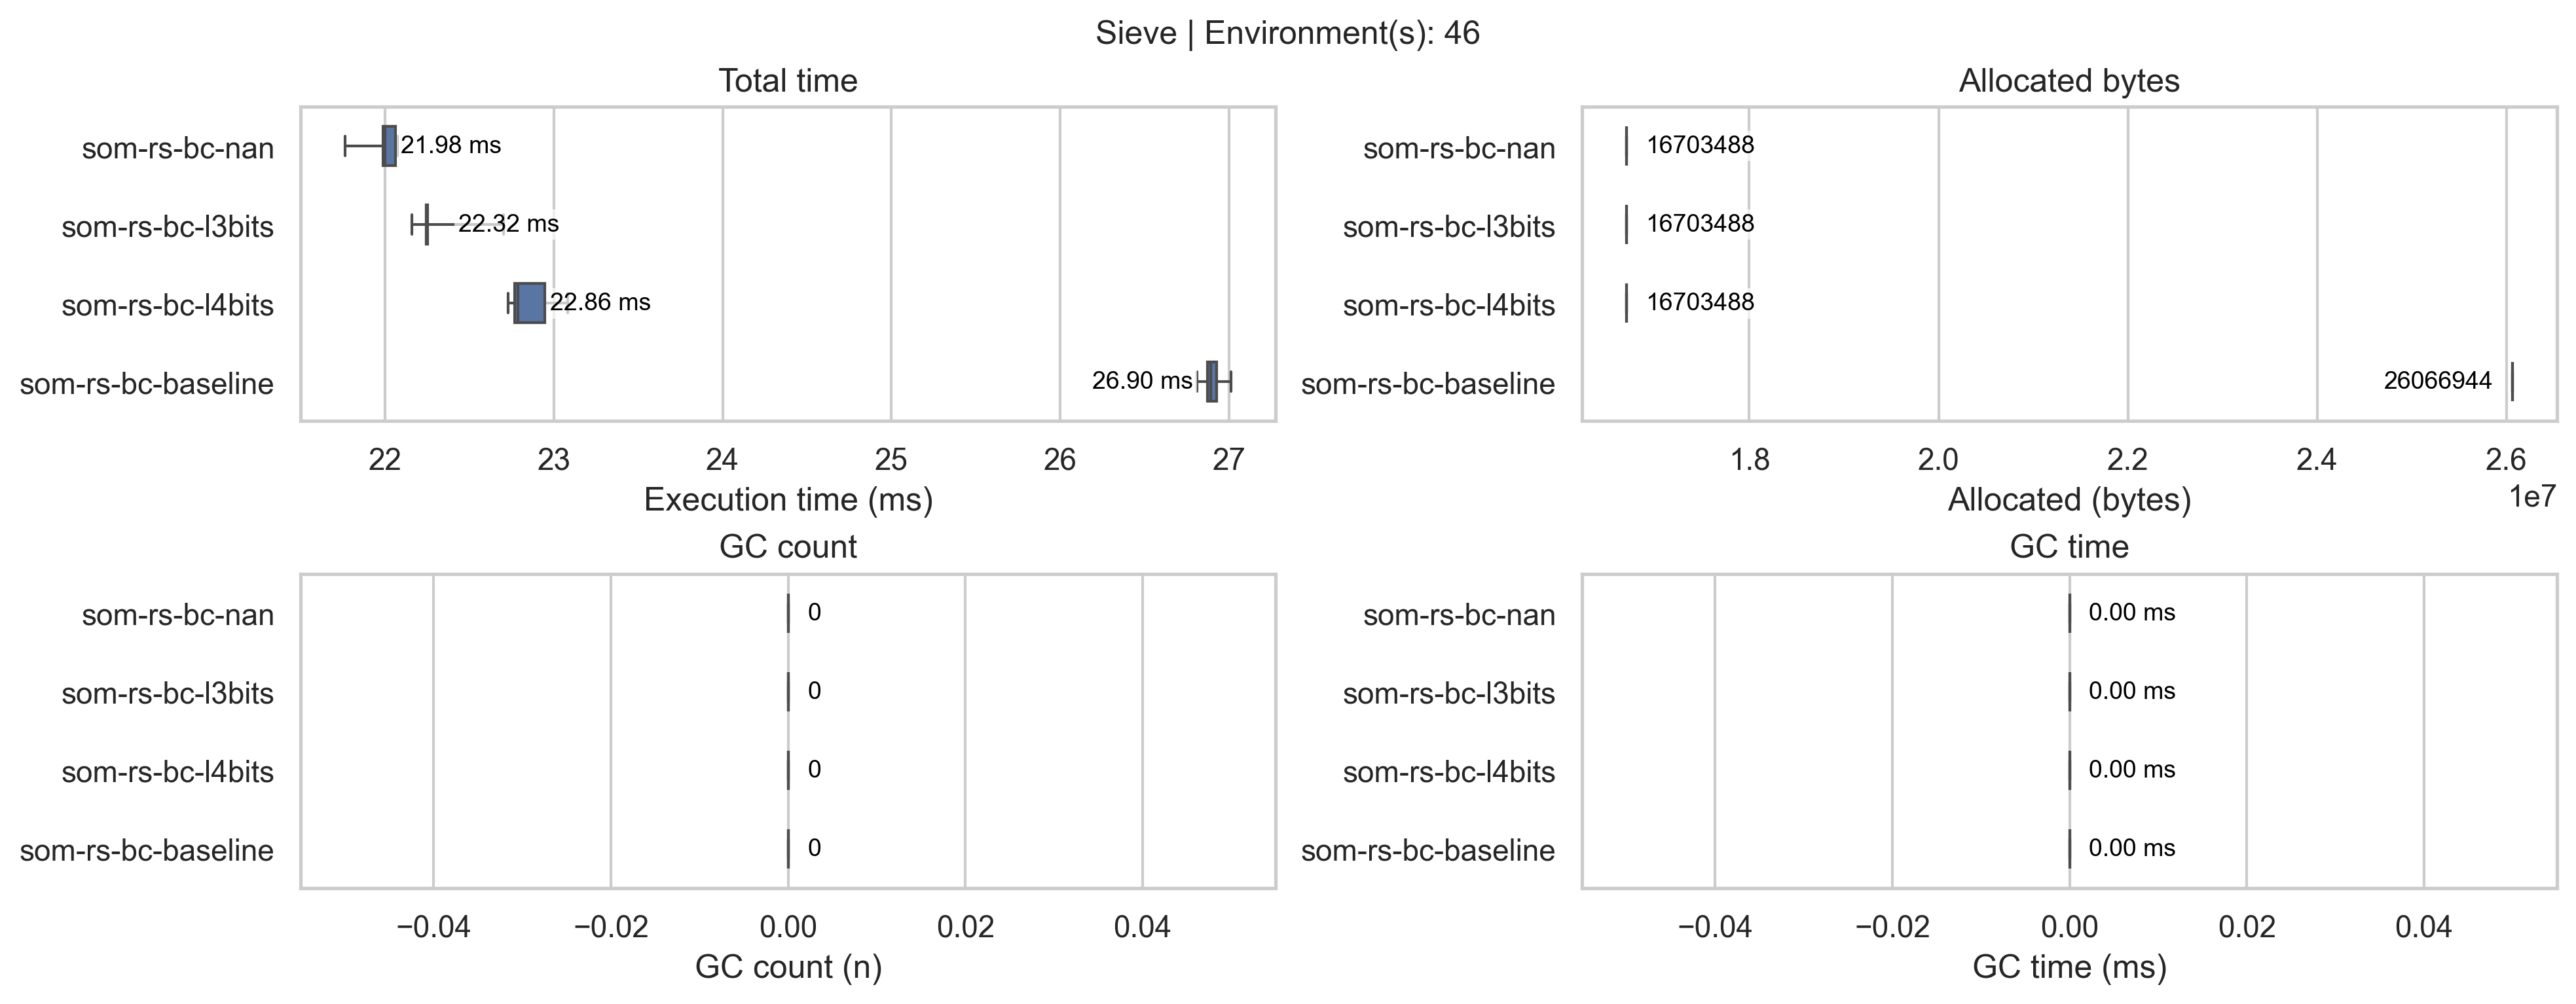 Sieve | Environment(s): 46
Total time
som-rs-bc-nan
21.98 ms
som-rs-bc-l3bits
22.32 ms
som-rs-bc-l4bits
22.86 ms
som-rs-bc-baseline
26.90 ms
22 23 24 25 26 27
Execution time (ms)
Allocated bytes
som-rs-bc-nan
16703488
som-rs-bc-l3bits
16703488
som-rs-bc-l4bits
16703488
som-rs-bc-baseline
26066944
1.8 2.0 2.2 2.4 2.6
1e7
Allocated (bytes)
GC count
som-rs-bc-nan
0
som-rs-bc-l3bits
0
som-rs-bc-l4bits
0
som-rs-bc-baseline
0
−0.04 −0.02 0.00 0.02 0.04
GC count (n)
GC time
som-rs-bc-nan
0.00 ms
som-rs-bc-l3bits
0.00 ms
som-rs-bc-l4bits
0.00 ms
som-rs-bc-baseline
0.00 ms
−0.04 −0.02 0.00 0.02 0.04
GC time (ms)